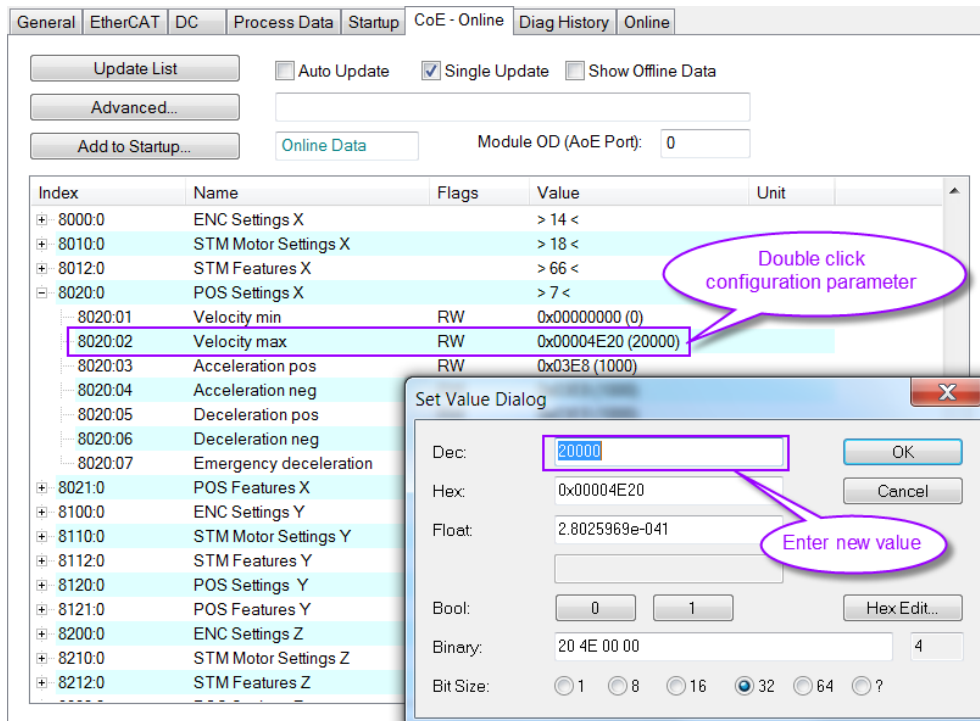 General EtherCAT DC Process Data Startup CoE - Online Diag History Online
Update List Auto Update Single Update Show Offline Data
Advanced...
Add to Startup... Online Data Module OD (AoE Port): 0
Index Name Flags Value Unit
8000:0 ENC Settings X > 14 <
8010:0 STM Motor Settings X > 18 <
8012:0 STM Features X > 66 <
8020:0 POS Settings X > 7 <
Double click
configuration parameter
8020:01 Velocity min RW 0x00000000 (0)
8020:02 Velocity max RW 0x00004E20 (20000)
8020:03 Acceleration pos RW 0x03E8 (1000)
8020:04 Acceleration neg
8020:05 Deceleration pos
8020:06 Deceleration neg
8020:07 Emergency deceleration
8021:0 POS Features X
8100:0 ENC Settings Y
8110:0 STM Motor Settings Y
8112:0 STM Features Y
8120:0 POS Settings Y
8121:0 POS Features Y
8200:0 ENC Settings Z
8210:0 STM Motor Settings Z
8212:0 STM Features Z
Set Value Dialog
Dec: 20000 OK
Hex: 0x00004E20 Cancel
Float: 2.8025969e-041
Enter new value
Bool: 0 1 Hex Edit...
Binary: 20 4E 00 00 4
Bit Size: 1 8 16 32 64 ?